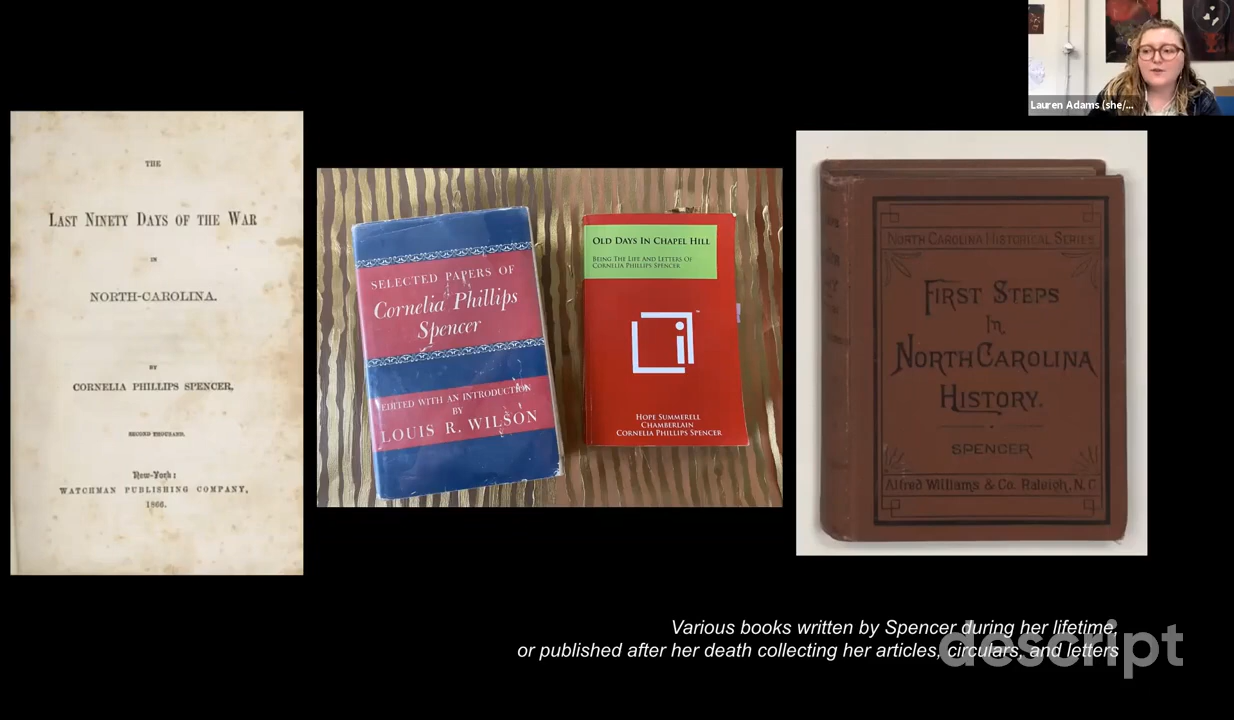 Lauren Adams (she/...
THE
LAST NINETY DAYS OF THE WAR
IN
NORTH-CAROLINA.
BY
CORNELIA PHILLIPS SPENCER,
SECOND THOUSAND.
New-York:
WATCHMAN PUBLISHING COMPANY,
1866.
SELECTED PAPERS OF
Cornelia Phillips
Spencer
EDITED WITH AN INTRODUCTION
BY
LOUIS R. WILSON
OLD DAYS IN CHAPEL HILL
BEING THE LIFE AND LETTERS OF
CORNELIA PHILLIPS SPENCER
HOPE SUMMERELL
CHAMBERLAIN
CORNELIA PHILLIPS SPENCER
NORTH CAROLINA HISTORICAL SERIES
FIRST STEPS
IN
NORTH CAROLINA
HISTORY.
SPENCER
Alfred Williams & Co. Raleigh, N.C
Various books written by Spencer during her lifetime,
or published after her death collecting her articles, circulars, and letters
descript